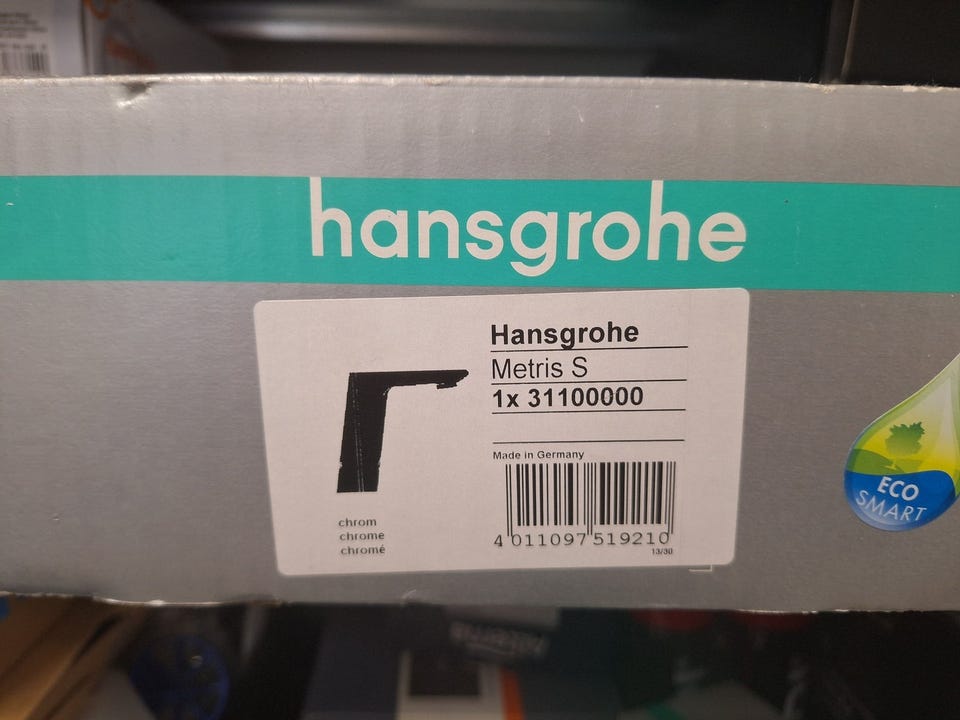 hansgrohe
Hansgrohe
Metris S
1x 31100000
Made in Germany
4 011097 519210
13/30
chrom
chrome
chromé
ECO
SMART